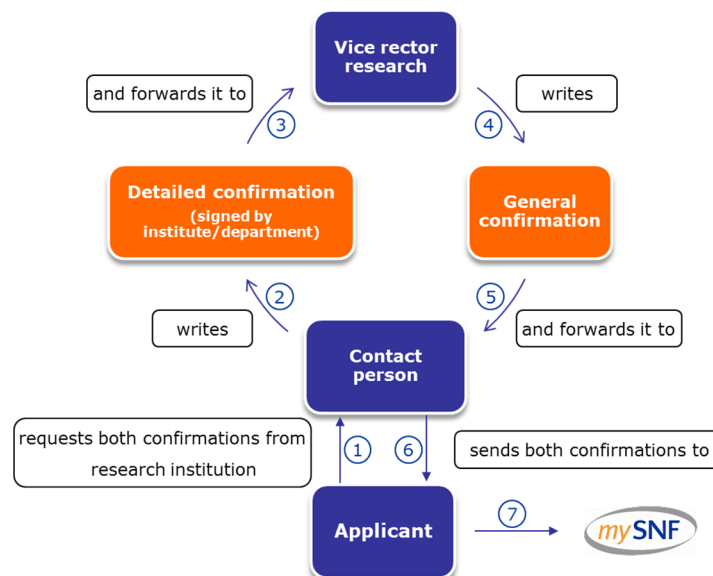 Vice rector
research
and forwards it to
3
4
writes
Detailed confirmation
(signed by
institute/department)
General
confirmation
2
5
writes
and forwards it to
Contact
person
requests both confirmations from
research institution
1
6
sends both confirmations to
Applicant
7
mySNF